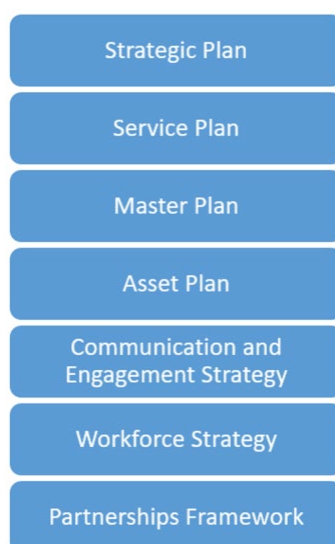 Strategic Plan
Service Plan
Master Plan
Asset Plan
Communication and
Engagement Strategy
Workforce Strategy
Partnerships Framework